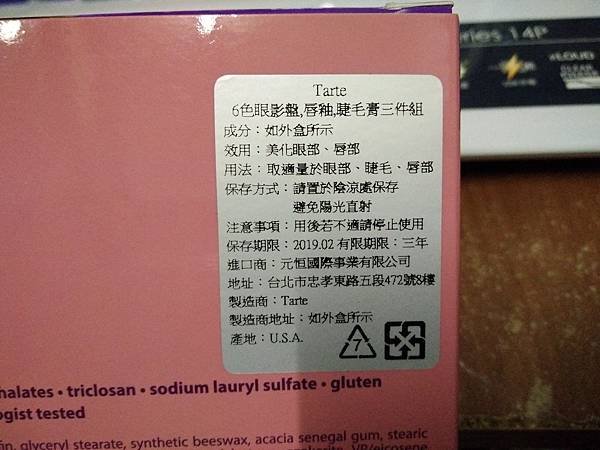 ries 14P
LOUD
Tarte
6色眼影盤,唇釉,睫毛膏三件組
成分：如外盒所示
效用：美化眼部、唇部
用法：取適量於眼部、睫毛、唇部
保存方式：請置於陰涼處保存
避免陽光直射
注意事項：用後若不適請停止使用
保存期限：2019.02 有限期限：三年
進口商：元恒國際事業有限公司
地址：台北市忠孝東路五段472號8樓
製造商：Tarte
製造商地址：如外盒所示
產地：U.S.A.
7
halates • triclosan • sodium lauryl sulfate • gluten
ogist tested
fin, glyceryl stearate, synthetic beeswax, acacia senegal gum, stearic
VP/eicosene